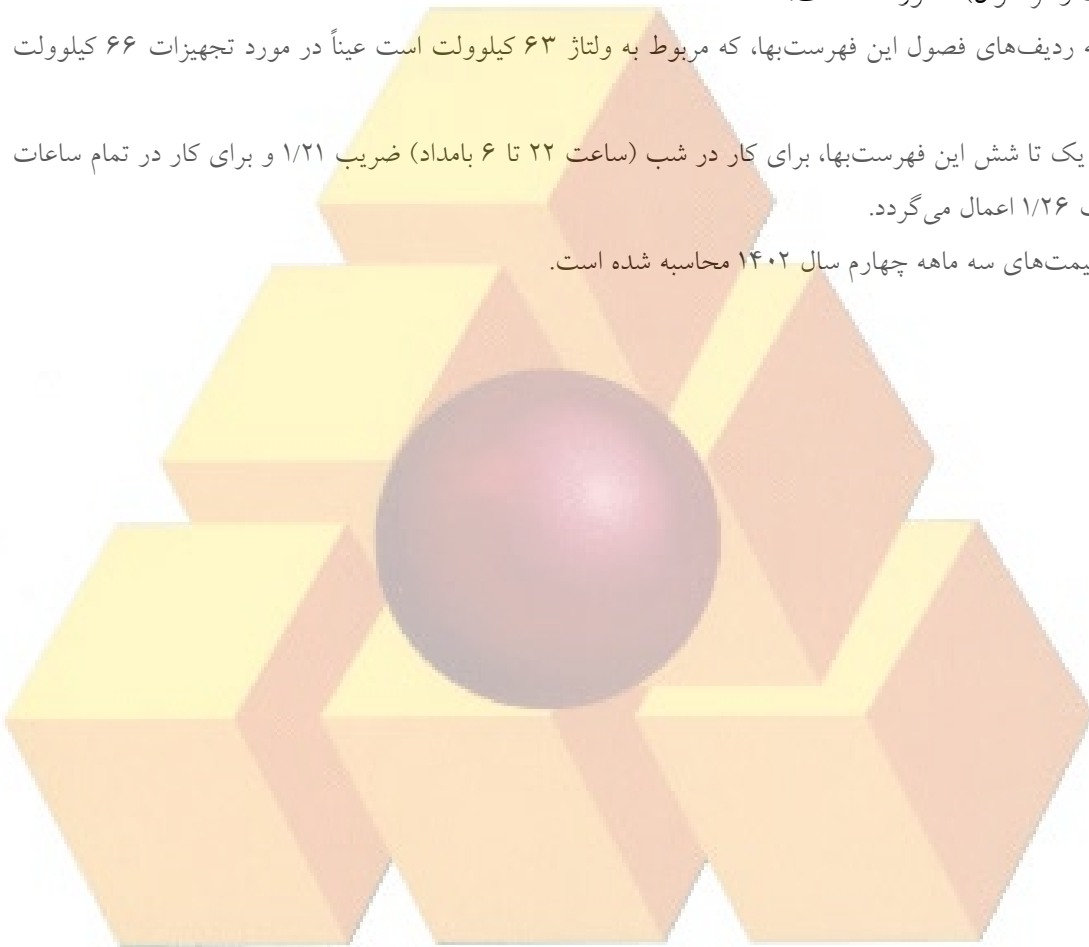 ردیف‌های فصول این فهرست‌بها، که مربوط به ولتاژ ۶۳ کیلوولت است عیناً در مورد تجهیزات ۶۶ کیلوولت
یک تا شش این فهرست‌بها، برای کار در شب (ساعت ۲۲ تا ۶ بامداد) ضریب ۱/۲۱ و برای کار در تمام ساعات
۱/۲۶ اعمال می‌گردد.
یمت‌های سه ماهه چهارم سال ۱۴۰۲ محاسبه شده است.